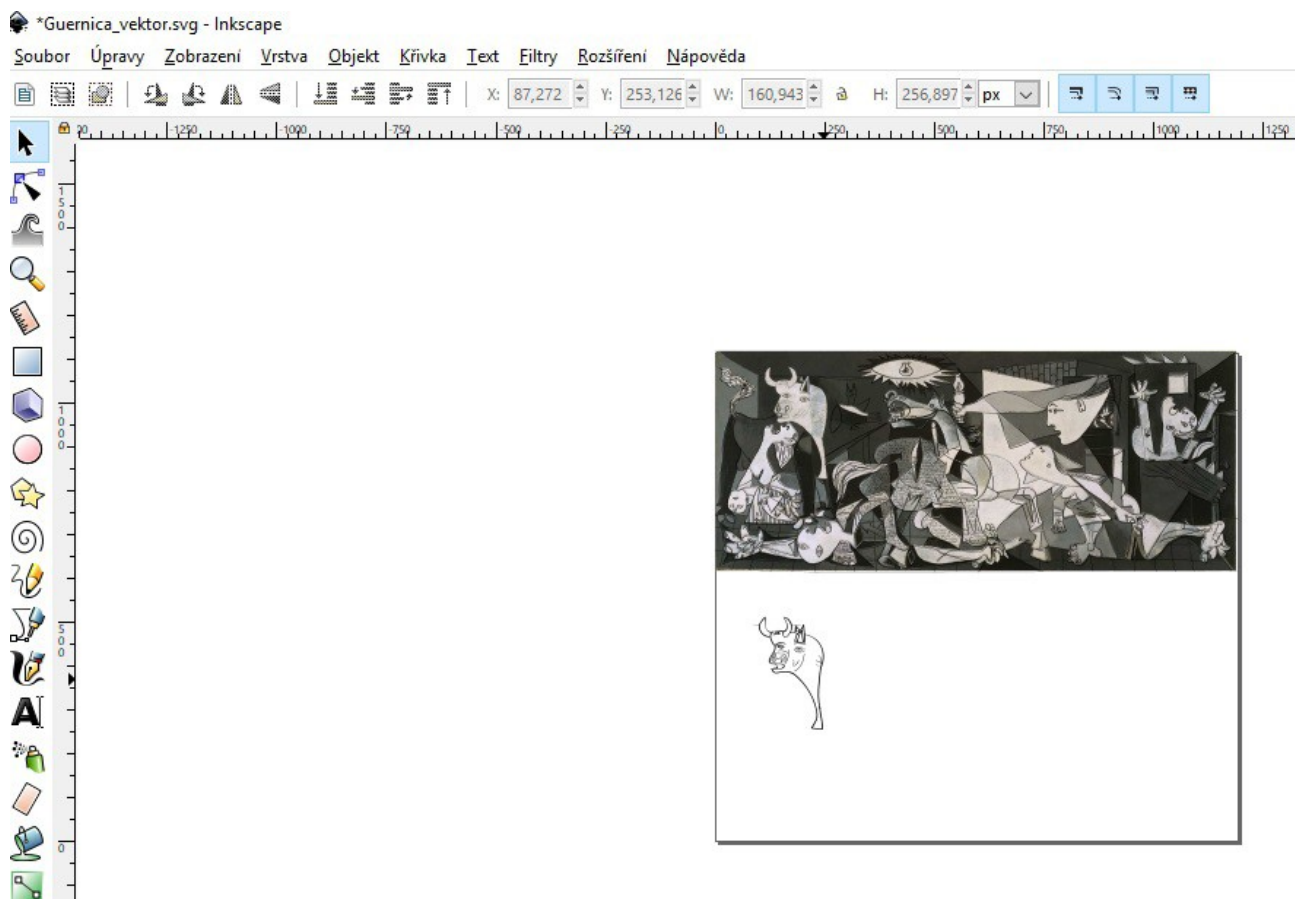 *Guernica_vektor.svg - Inkscape
Soubor Úpravy Zobrazení Vrstva Objekt Křivka Text Filtry Rozšíření Nápověda
X: 87,272 Y: 253,126 W: 160,943 H: 256,897 px
-1250 -1000 -750 -500 -250 0 250 500 750 1000 1250
1500
1000
500
0